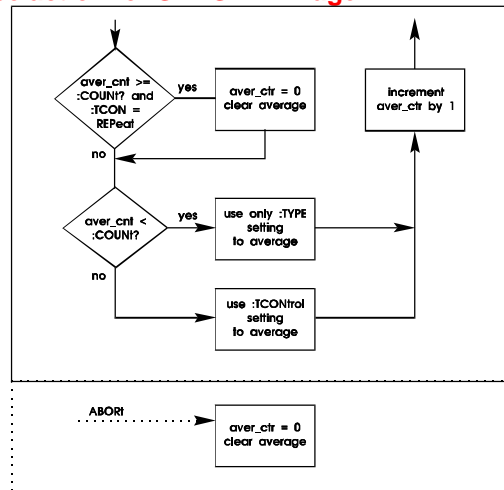 aver_cnt >=
:COUNt? and
:TCON =
REPeat
yes
aver_ctr = 0
clear average
increment
aver_ctr by 1
no
aver_cnt <
:COUNt?
yes
use only :TYPE
setting
to average
no
use :TCONtrol
setting
to average
ABORt
aver_ctr = 0
clear average